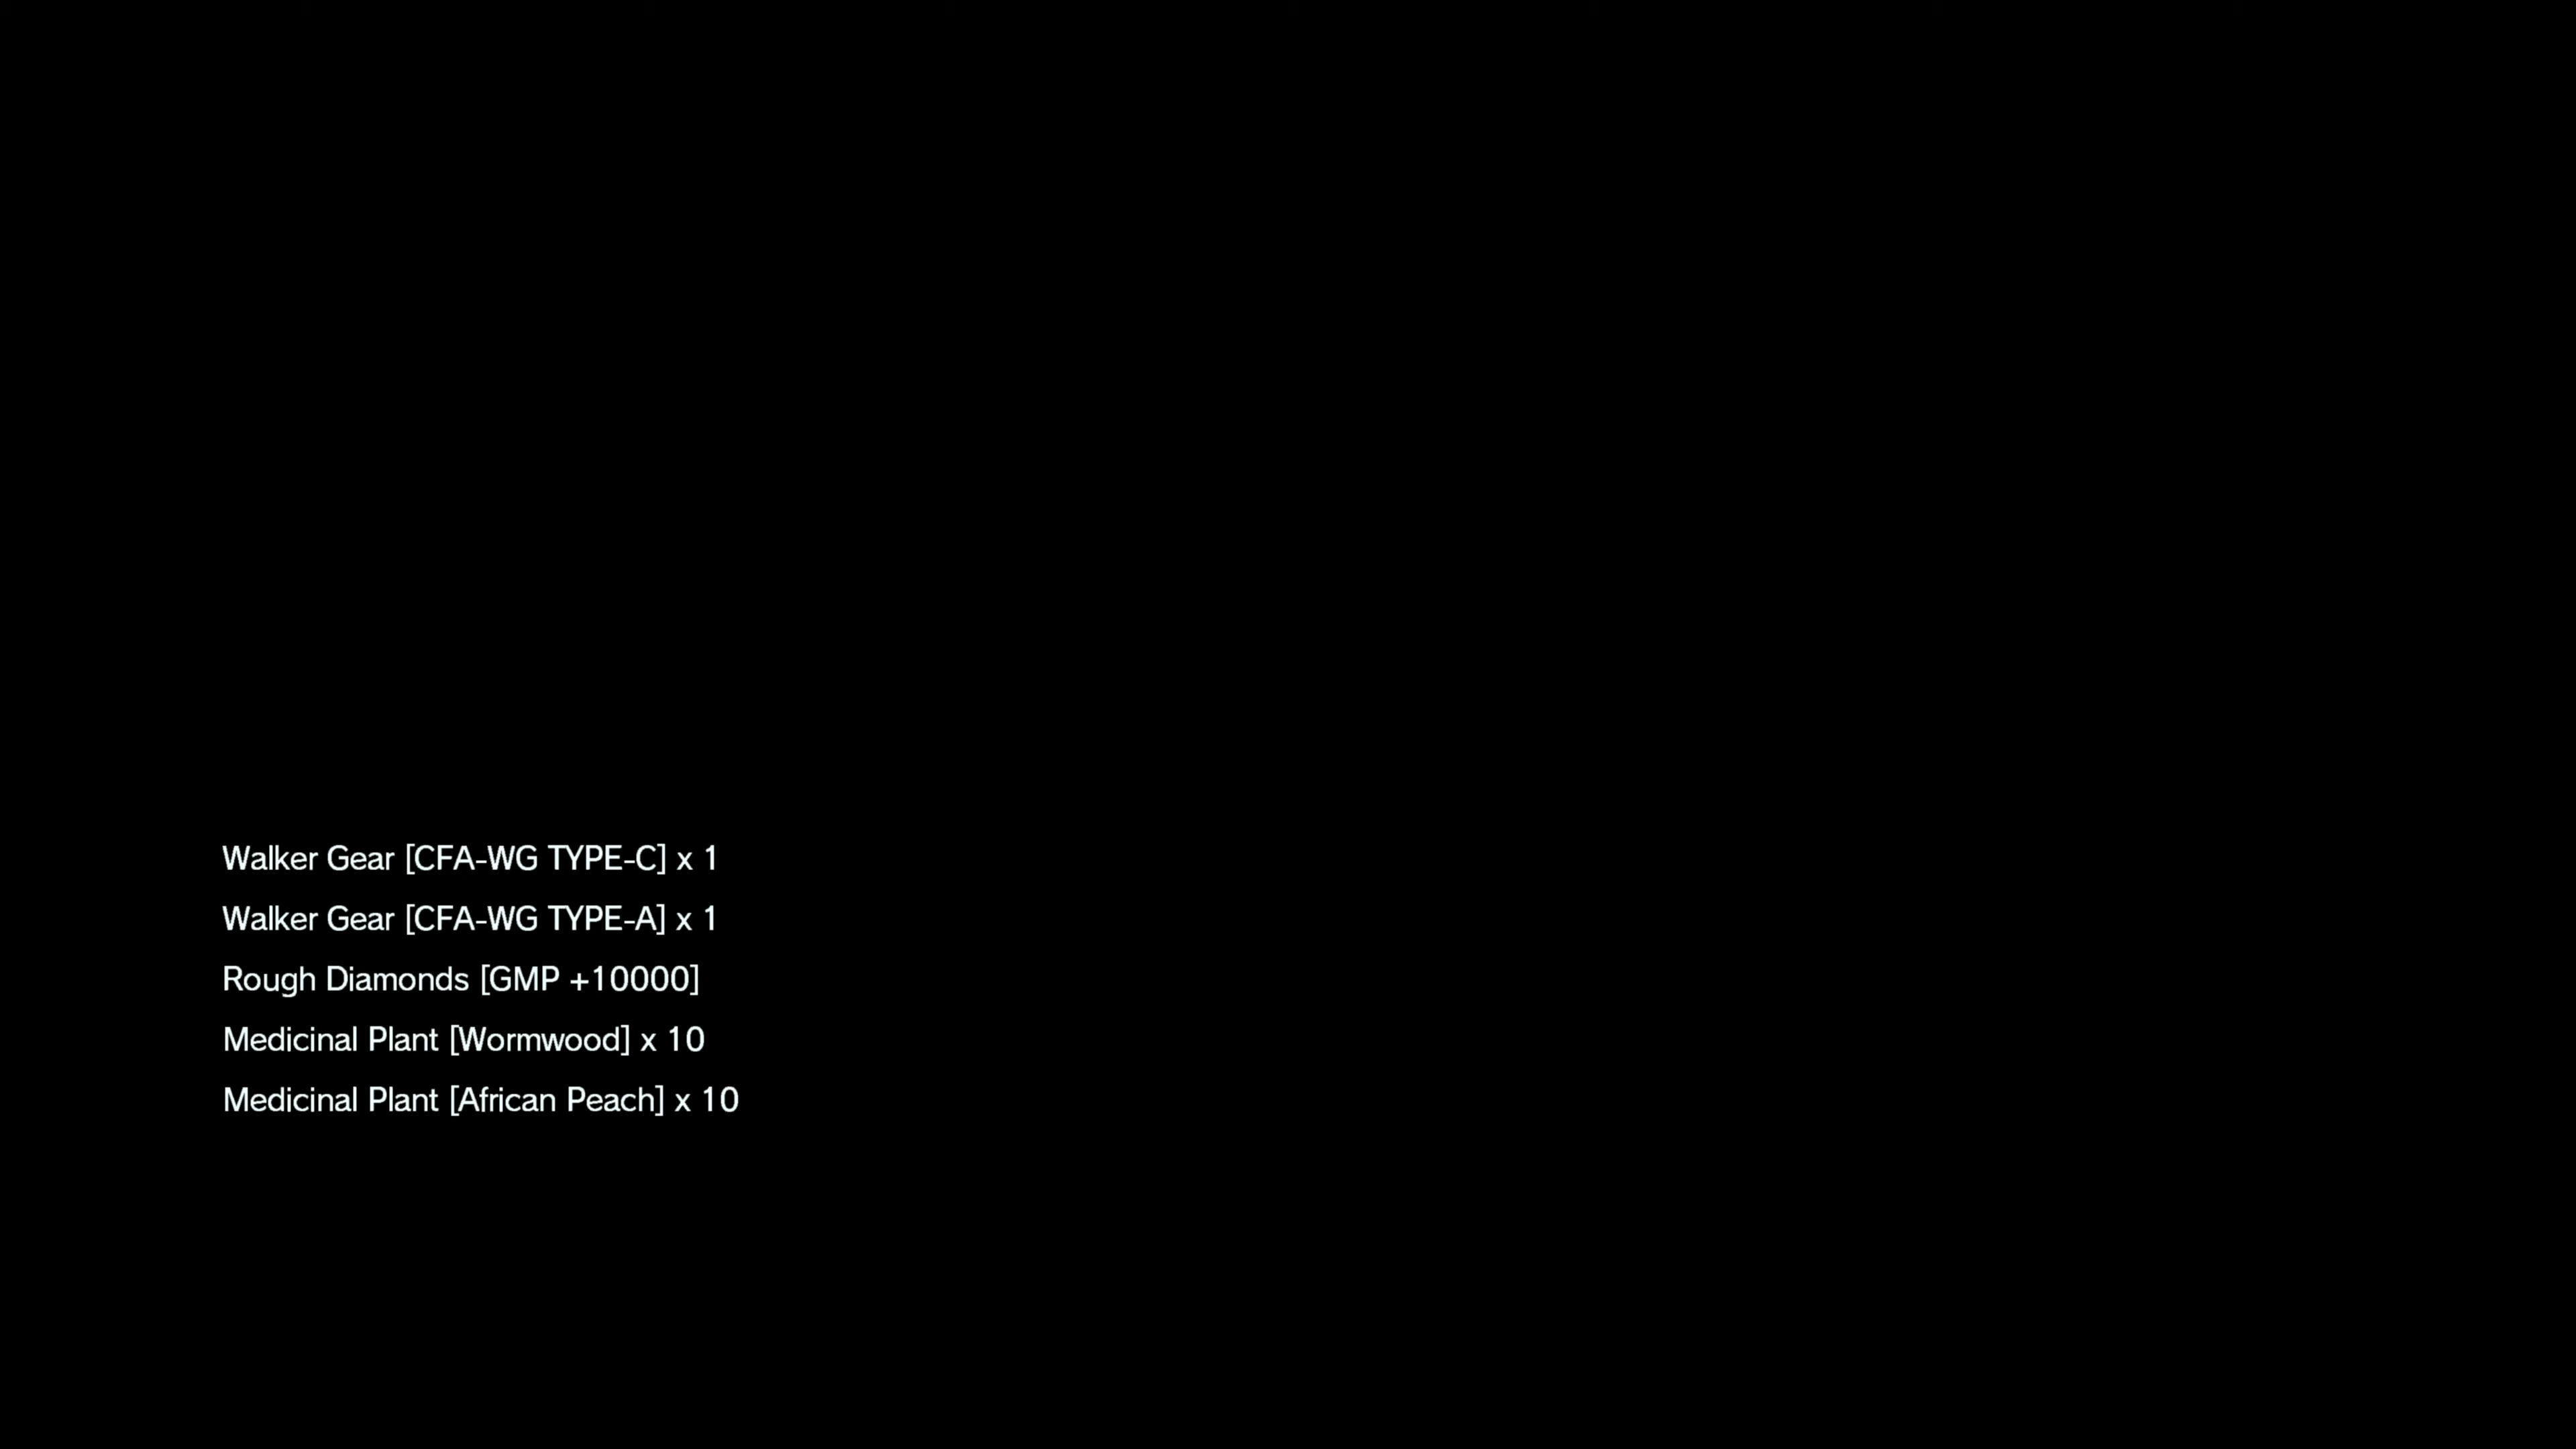 Walker Gear [CFA-WG TYPE-C] x 1
Walker Gear [CFA-WG TYPE-A] x 1
Rough Diamonds [GMP +10000]
Medicinal Plant [Wormwood] x 10
Medicinal Plant [African Peach] x 10